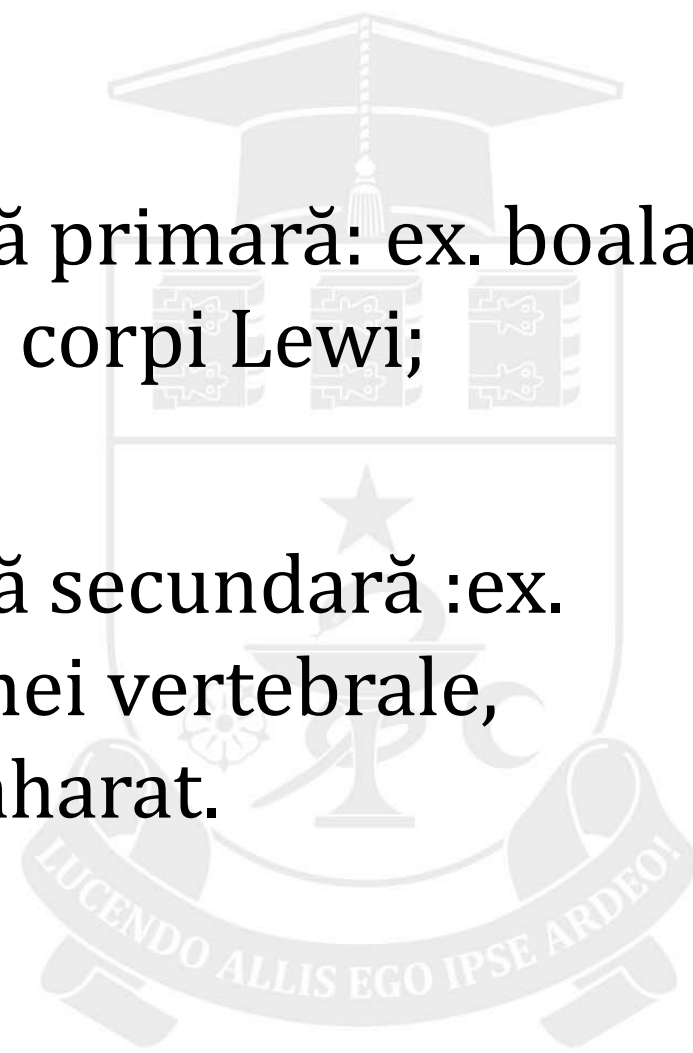 ă primară: ex. boala
corpi Lewi;
ă secundară :ex.
nei vertebrale,
harat.
LUCENDO ALLIS EGO IPSE ARDEO!